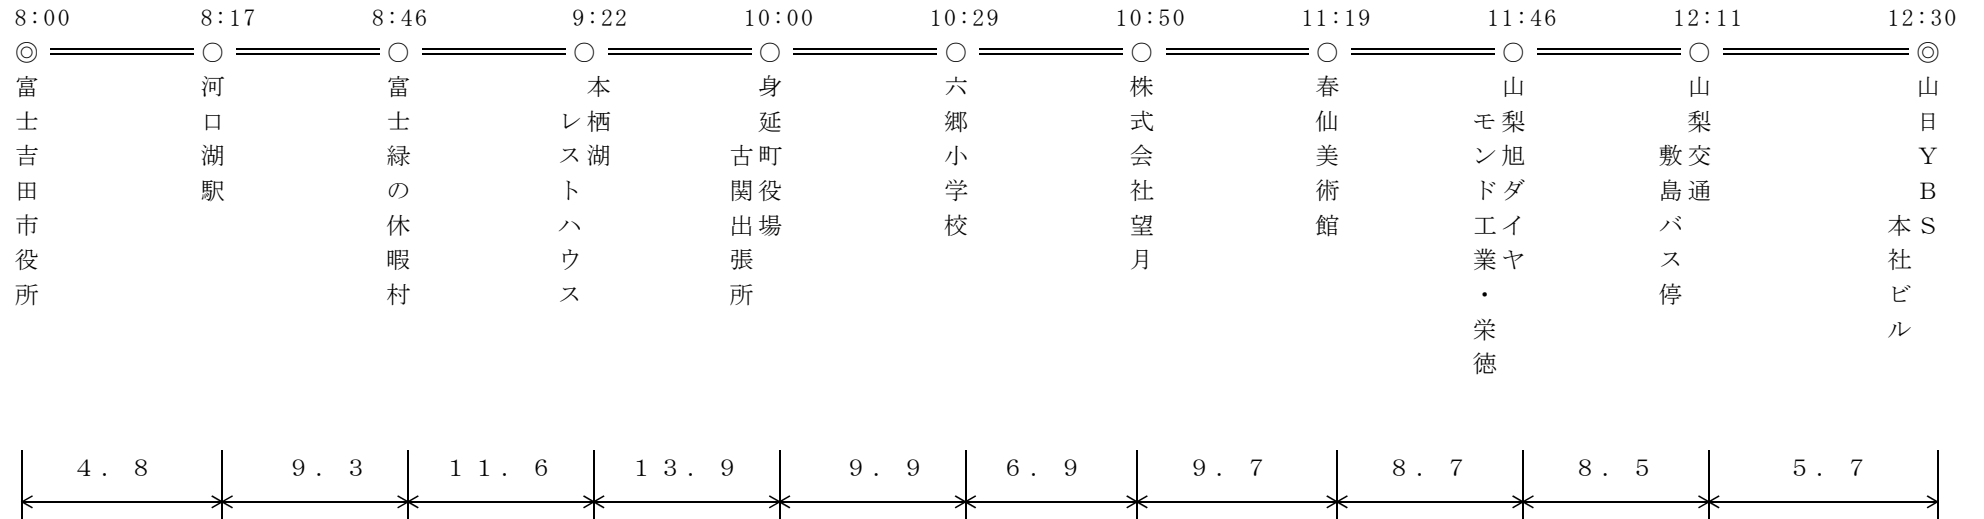 8:00 8:17 8:46 9:22 10:00 10:29 10:50 11:19 11:46 12:11 12:30
◎ ○ ○ ○ ○ ○ ○ ○ ○ ○ ◎
富士吉田市役所
河口湖駅
富士緑の休暇村
本栖湖
レストハウス
身延町役場
古関出張所
六郷小学校
株式会社望月
春仙美術館
山梨旭ダイヤ
モンド工業・栄徳
山梨交通
敷島バス停
山日YBS
本社ビル
4.8 9.3 11.6 13.9 9.9 6.9 9.7 8.7 8.5 5.7